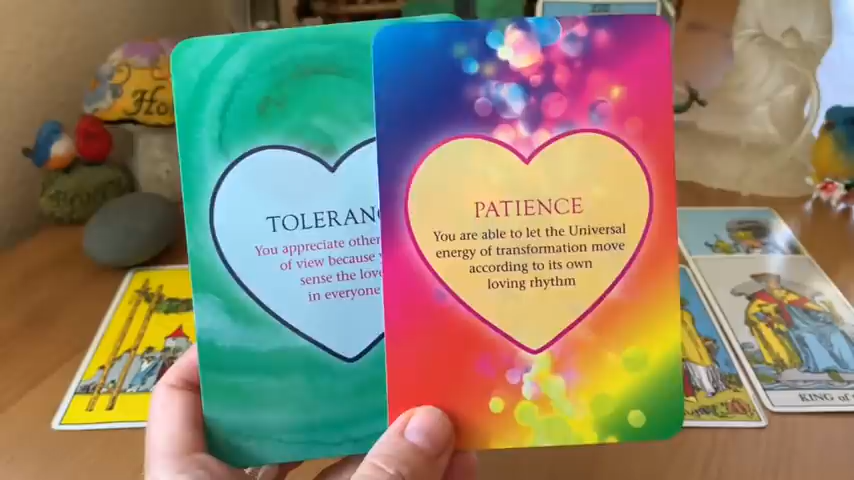 TOLERANC
You appreciate other
of view because
sense the love
in everyone
PATIENCE
You are able to let the Universal
energy of transformation move
according to its own
loving rhythm
KING of